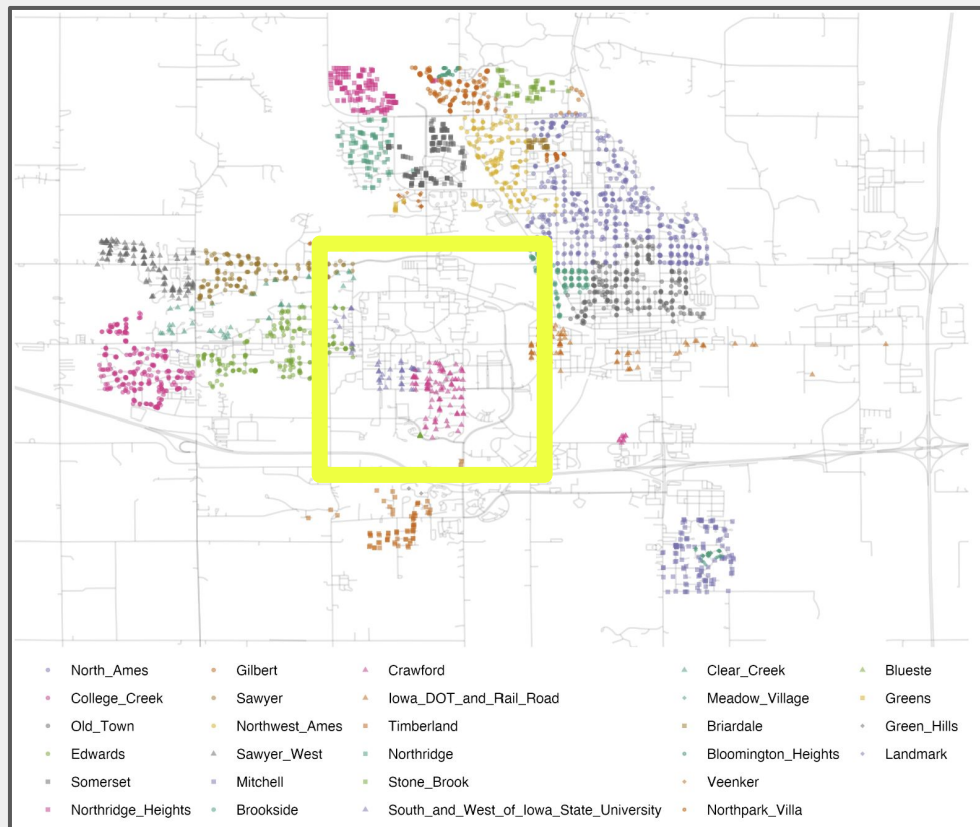 North_Ames Gilbert Crawford Clear_Creek Blueste
College_Creek Sawyer Iowa_DOT_and_Rail_Road Meadow_Village Greens
Old_Town Northwest_Ames Timberland Briardale Green_Hills
Edwards Sawyer_West Northridge Bloomington_Heights Landmark
Somerset Mitchell Stone_Brook Veenker
Northridge_Heights Brookside South_and_West_of_Iowa_State_University Northpark_Villa